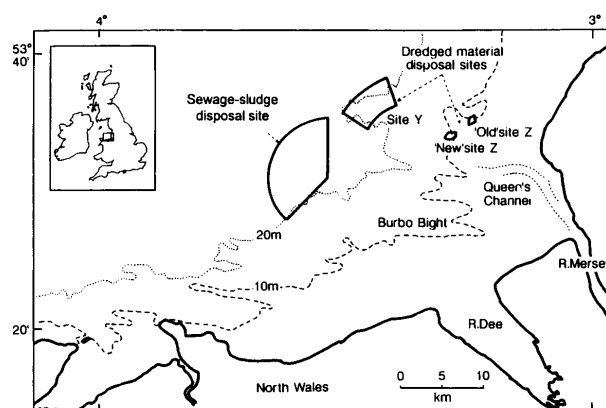 4°
3°
53°
40'
Dredged material
disposal sites
Sewage-sludge
disposal site
Site Y
'Old' site Z
'New' site Z
Queen's
Channel
Burbo Bight
20m
R.Mersey
10m
20'
R.Dee
North Wales
0 5 10
km